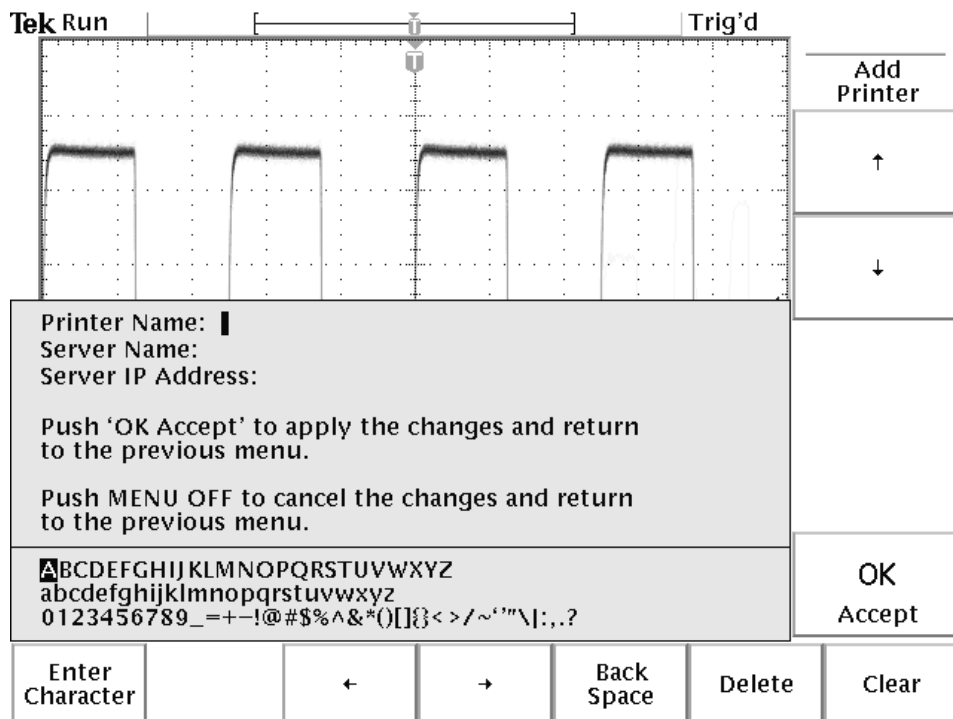 Tek Run
Trig'd
T
T
Add
Printer
↑
↓
Printer Name:
Server Name:
Server IP Address:
Push ‘OK Accept’ to apply the changes and return
to the previous menu.
Push MENU OFF to cancel the changes and return
to the previous menu.
ABCDEFGHIJKLMNOPQRSTUVWXYZ
abcdefghijklmnopqrstuvwxyz
0123456789_=+−!@#$%^&*()[]{}<>/~‘’"\|:,.?
OK
Accept
Enter
Character
←
→
Back
Space
Delete
Clear